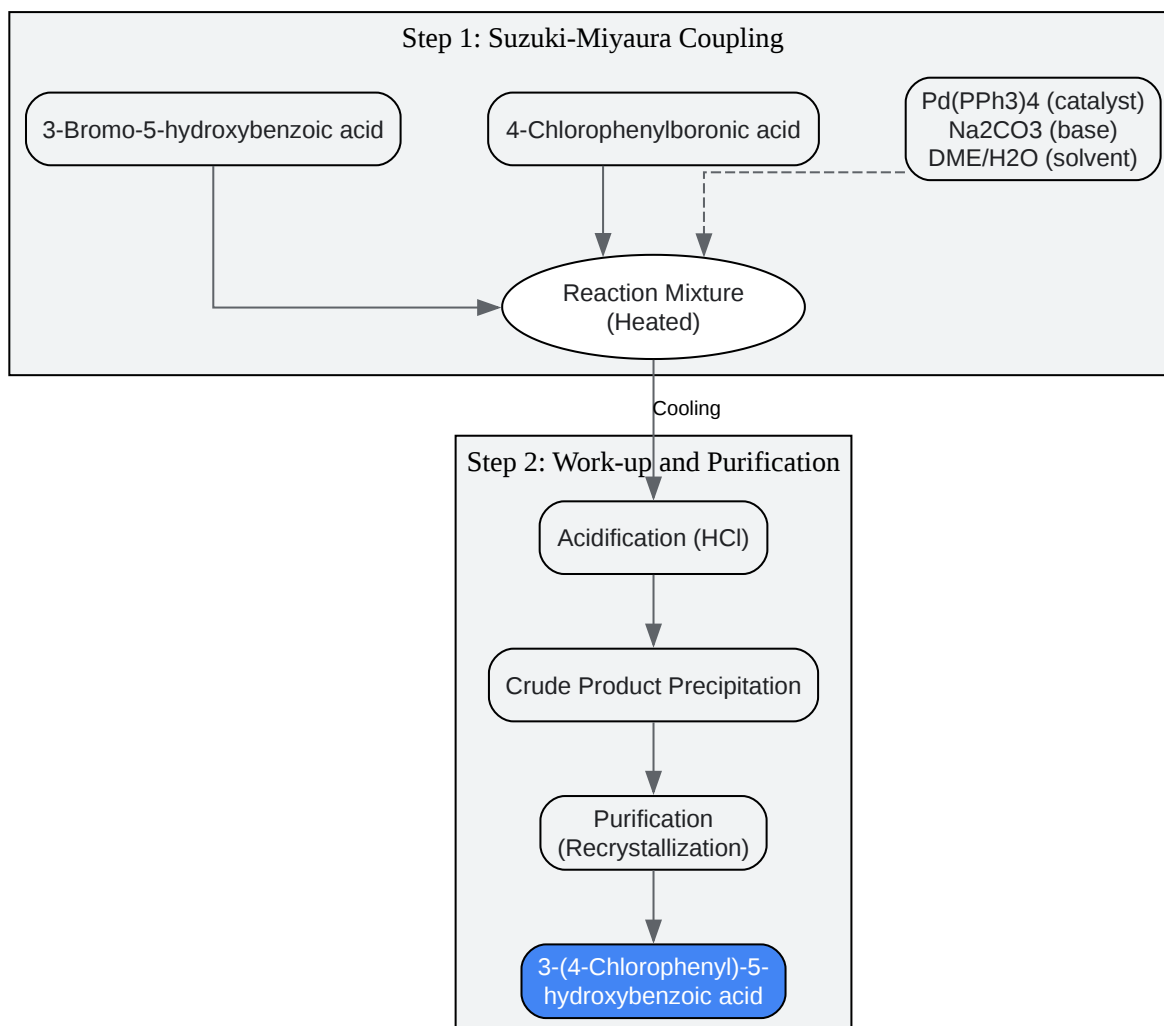 Step 1: Suzuki-Miyaura Coupling
3-Bromo-5-hydroxybenzoic acid
4-Chlorophenylboronic acid
Pd(PPh3)4 (catalyst)
Na2CO3 (base)
DME/H2O (solvent)
Reaction Mixture
(Heated)
Cooling
Step 2: Work-up and Purification
Acidification (HCl)
Crude Product Precipitation
Purification
(Recrystallization)
3-(4-Chlorophenyl)-5-
hydroxybenzoic acid